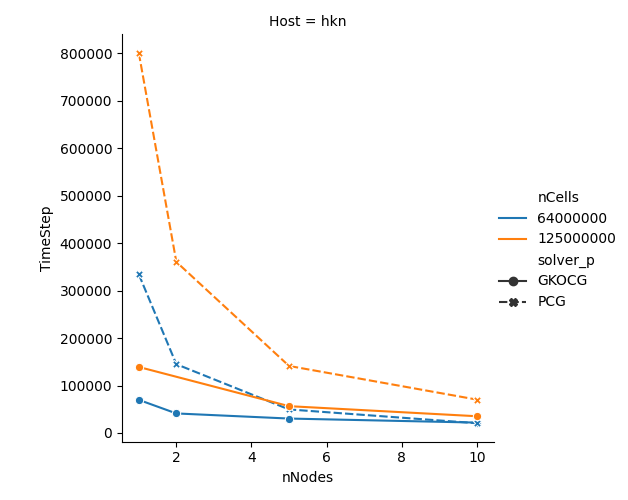 Host = hkn
800000
700000
600000
500000
400000
300000
200000
100000
0
TimeStep
2
4
6
8
10
nNodes
nCells
64000000
125000000
solver_p
GKOCG
PCG